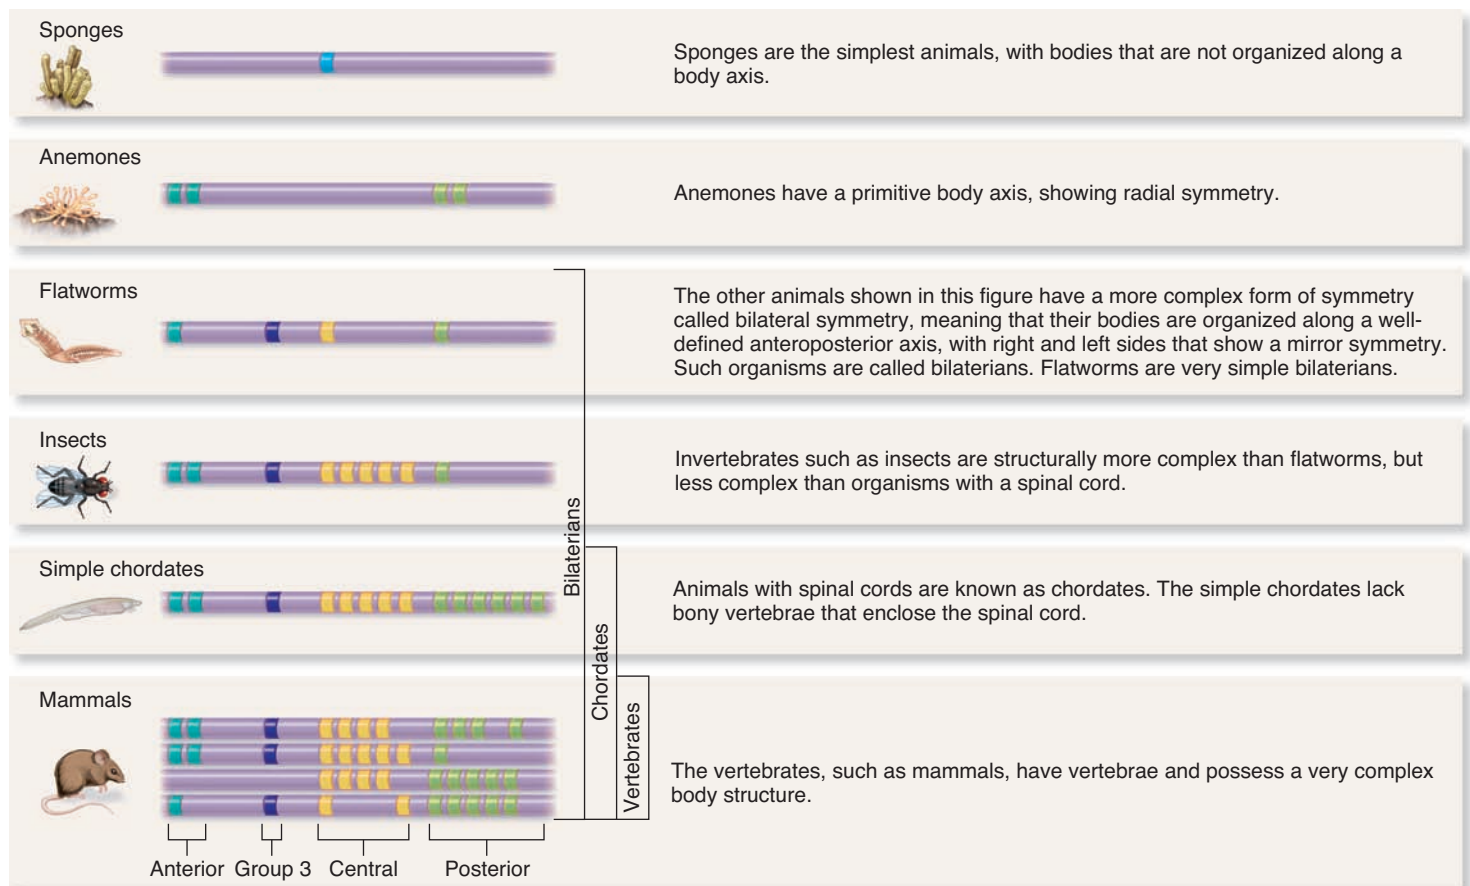 Sponges
Sponges are the simplest animals, with bodies that are not organized along a
body axis.
Anemones
Anemones have a primitive body axis, showing radial symmetry.
Flatworms
The other animals shown in this figure have a more complex form of symmetry
called bilateral symmetry, meaning that their bodies are organized along a well-
defined anteroposterior axis, with right and left sides that show a mirror symmetry.
Such organisms are called bilaterians. Flatworms are very simple bilaterians.
Insects
Invertebrates such as insects are structurally more complex than flatworms, but
less complex than organisms with a spinal cord.
Bilaterians
Simple chordates
Animals with spinal cords are known as chordates. The simple chordates lack
bony vertebrae that enclose the spinal cord.
Chordates
Mammals
Vertebrates
The vertebrates, such as mammals, have vertebrae and possess a very complex
body structure.
Anterior Group 3 Central Posterior